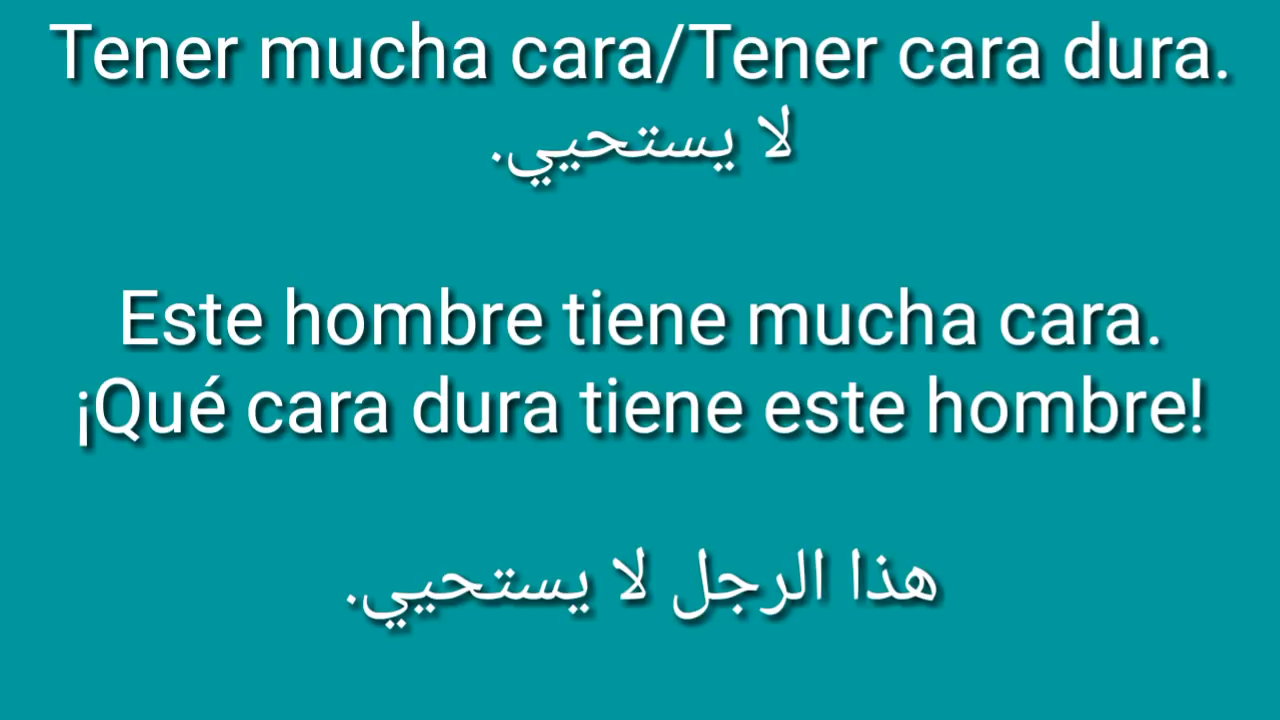 Tener mucha cara/Tener cara dura.
لا يستحيي.
Este hombre tiene mucha cara.
¡Qué cara dura tiene este hombre!
هذا الرجل لا يستحيي.